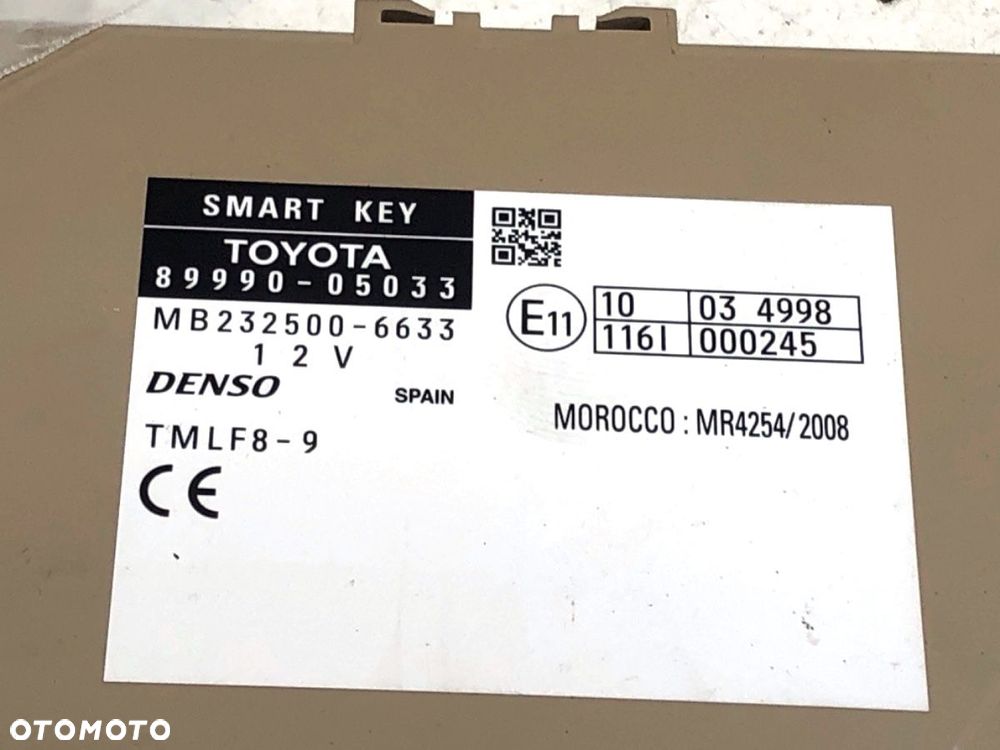 SMART KEY
TOYOTA
89990-05033
MB232500-6633
12V
DENSO SPAIN
TMLF8-9
CE
E11
10 03 4998
116I 000245
MOROCCO : MR4254/2008
OTOMOTO